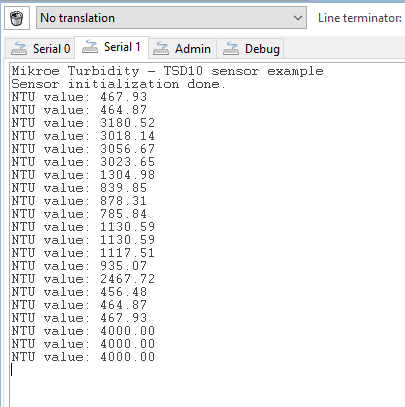 No translation
Line terminator:
Serial 0
Serial 1
Admin
Debug
Mikroe Turbidity - TSD10 sensor example
Sensor initialization done.
NTU value: 467.93
NTU value: 464.87
NTU value: 3180.52
NTU value: 3018.14
NTU value: 3056.67
NTU value: 3023.65
NTU value: 1304.98
NTU value: 839.85
NTU value: 878.31
NTU value: 785.84
NTU value: 1130.59
NTU value: 1130.59
NTU value: 1117.51
NTU value: 935.07
NTU value: 2467.72
NTU value: 456.48
NTU value: 464.87
NTU value: 467.93
NTU value: 4000.00
NTU value: 4000.00
NTU value: 4000.00